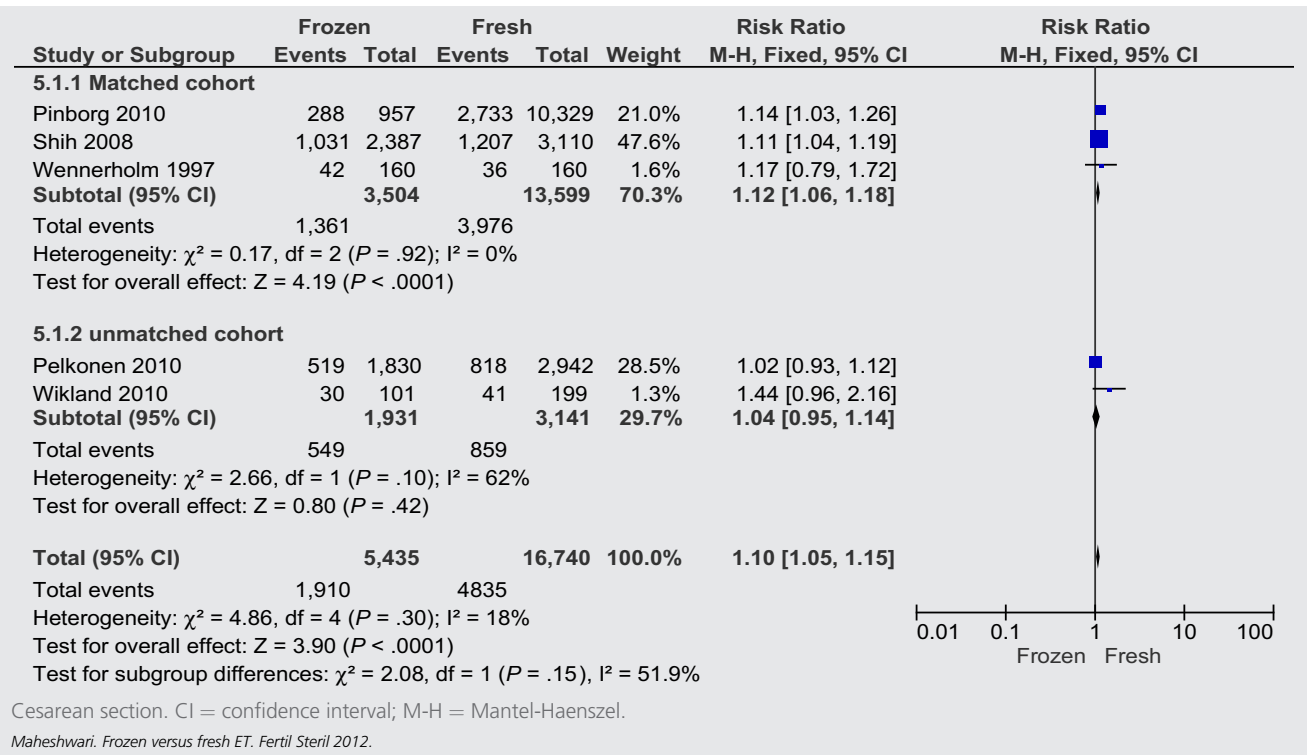 Frozen Fresh Risk Ratio Risk Ratio
Study or Subgroup Events Total Events Total Weight M-H, Fixed, 95% CI M-H, Fixed, 95% CI
5.1.1 Matched cohort
Pinborg 2010 288 957 2,733 10,329 21.0% 1.14 [1.03, 1.26]
Shih 2008 1,031 2,387 1,207 3,110 47.6% 1.11 [1.04, 1.19]
Wennerholm 1997 42 160 36 160 1.6% 1.17 [0.79, 1.72]
Subtotal (95% CI) 3,504 13,599 70.3% 1.12 [1.06, 1.18]
Total events 1,361 3,976
Heterogeneity: χ² = 0.17, df = 2 (P = .92); I² = 0%
Test for overall effect: Z = 4.19 (P < .0001)
5.1.2 unmatched cohort
Pelkonen 2010 519 1,830 818 2,942 28.5% 1.02 [0.93, 1.12]
Wikland 2010 30 101 41 199 1.3% 1.44 [0.96, 2.16]
Subtotal (95% CI) 1,931 3,141 29.7% 1.04 [0.95, 1.14]
Total events 549 859
Heterogeneity: χ² = 2.66, df = 1 (P = .10); I² = 62%
Test for overall effect: Z = 0.80 (P = .42)
Total (95% CI) 5,435 16,740 100.0% 1.10 [1.05, 1.15]
Total events 1,910 4835
Heterogeneity: χ² = 4.86, df = 4 (P = .30); I² = 18%
Test for overall effect: Z = 3.90 (P <.0001)
Test for subgroup differences: χ² = 2.08, df = 1 (P = .15), I² = 51.9%
0.01 0.1 1 10 100
Frozen Fresh
Cesarean section. CI = confidence interval; M-H = Mantel-Haenszel.
Maheshwari. Frozen versus fresh ET. Fertil Steril 2012.